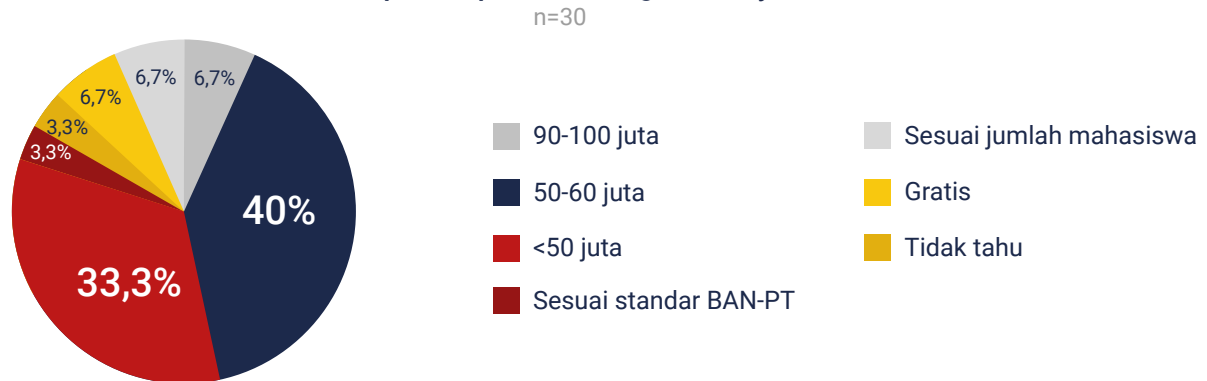 n=30
6,7%
6,7%
6,7%
3,3%
3,3%
40%
33,3%
90-100 juta
50-60 juta
<50 juta
Sesuai standar BAN-PT
Sesuai jumlah mahasiswa
Gratis
Tidak tahu